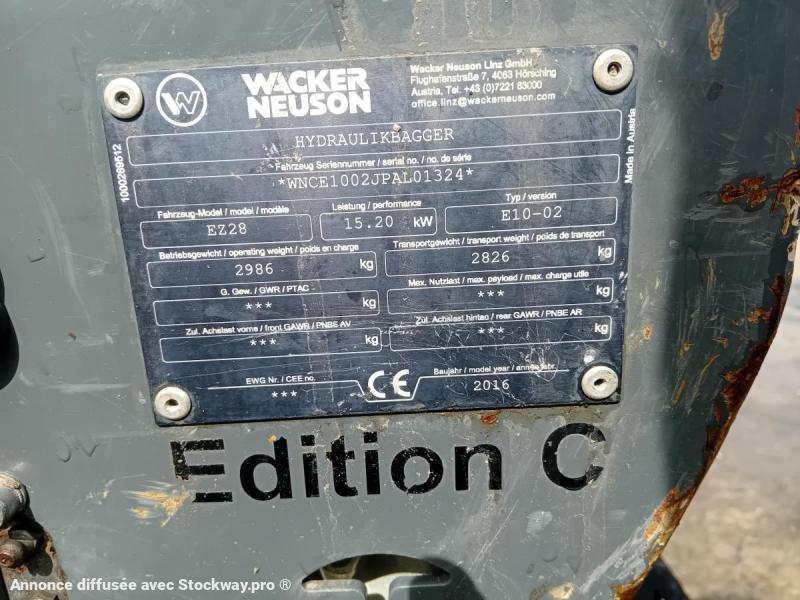 WACKER
NEUSON
Wacker Neuson Linz GmbH
Flughafenstraße 7, 4063 Hörsching
Austria, Tel. +43 (0)7221 63000
office.linz@wackerneuson.com
1000289512
Made in Austria
HYDRAULIKBAGGER
Fahrzeug Seriennummer / serial no. / no. de série
*WNCE1002JPAL01324*
Fahrzeug-Model / model / modèle
EZ28
Leistung / performance
15.20 kW
Typ / version
E10-02
Betriebsgewicht / operating weight / poids en charge
2986 kg
Transportgewicht / transport weight / poids de transport
2826 kg
G. Gew. / GWR / PTAC
*** kg
Max. Nutzlast / max. payload / max. charge utile
*** kg
Zul. Achslast vorne / front GAWR / PNBE AV
*** kg
Zul. Achslast hinten / rear GAWR / PNBE AR
*** kg
EWG Nr. / CEE no.
***
CE
Baujahr / model year / année fabr.
2016
Edition C
Annonce diffusée avec Stockway.pro ®